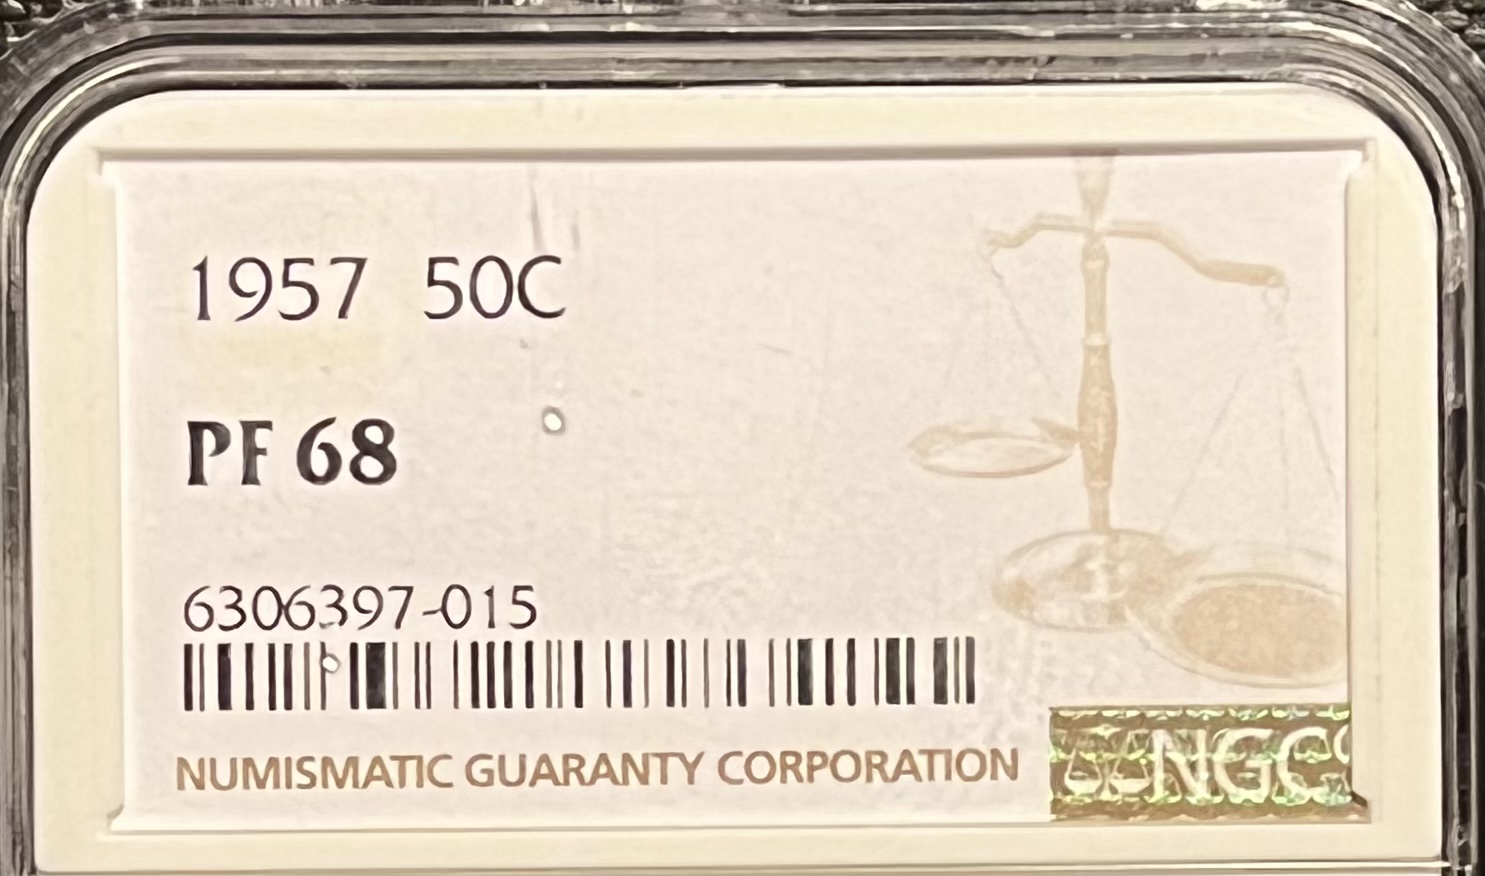 1957 50C
PF 68
6306397-015
NUMISMATIC GUARANTY CORPORATION
NGC